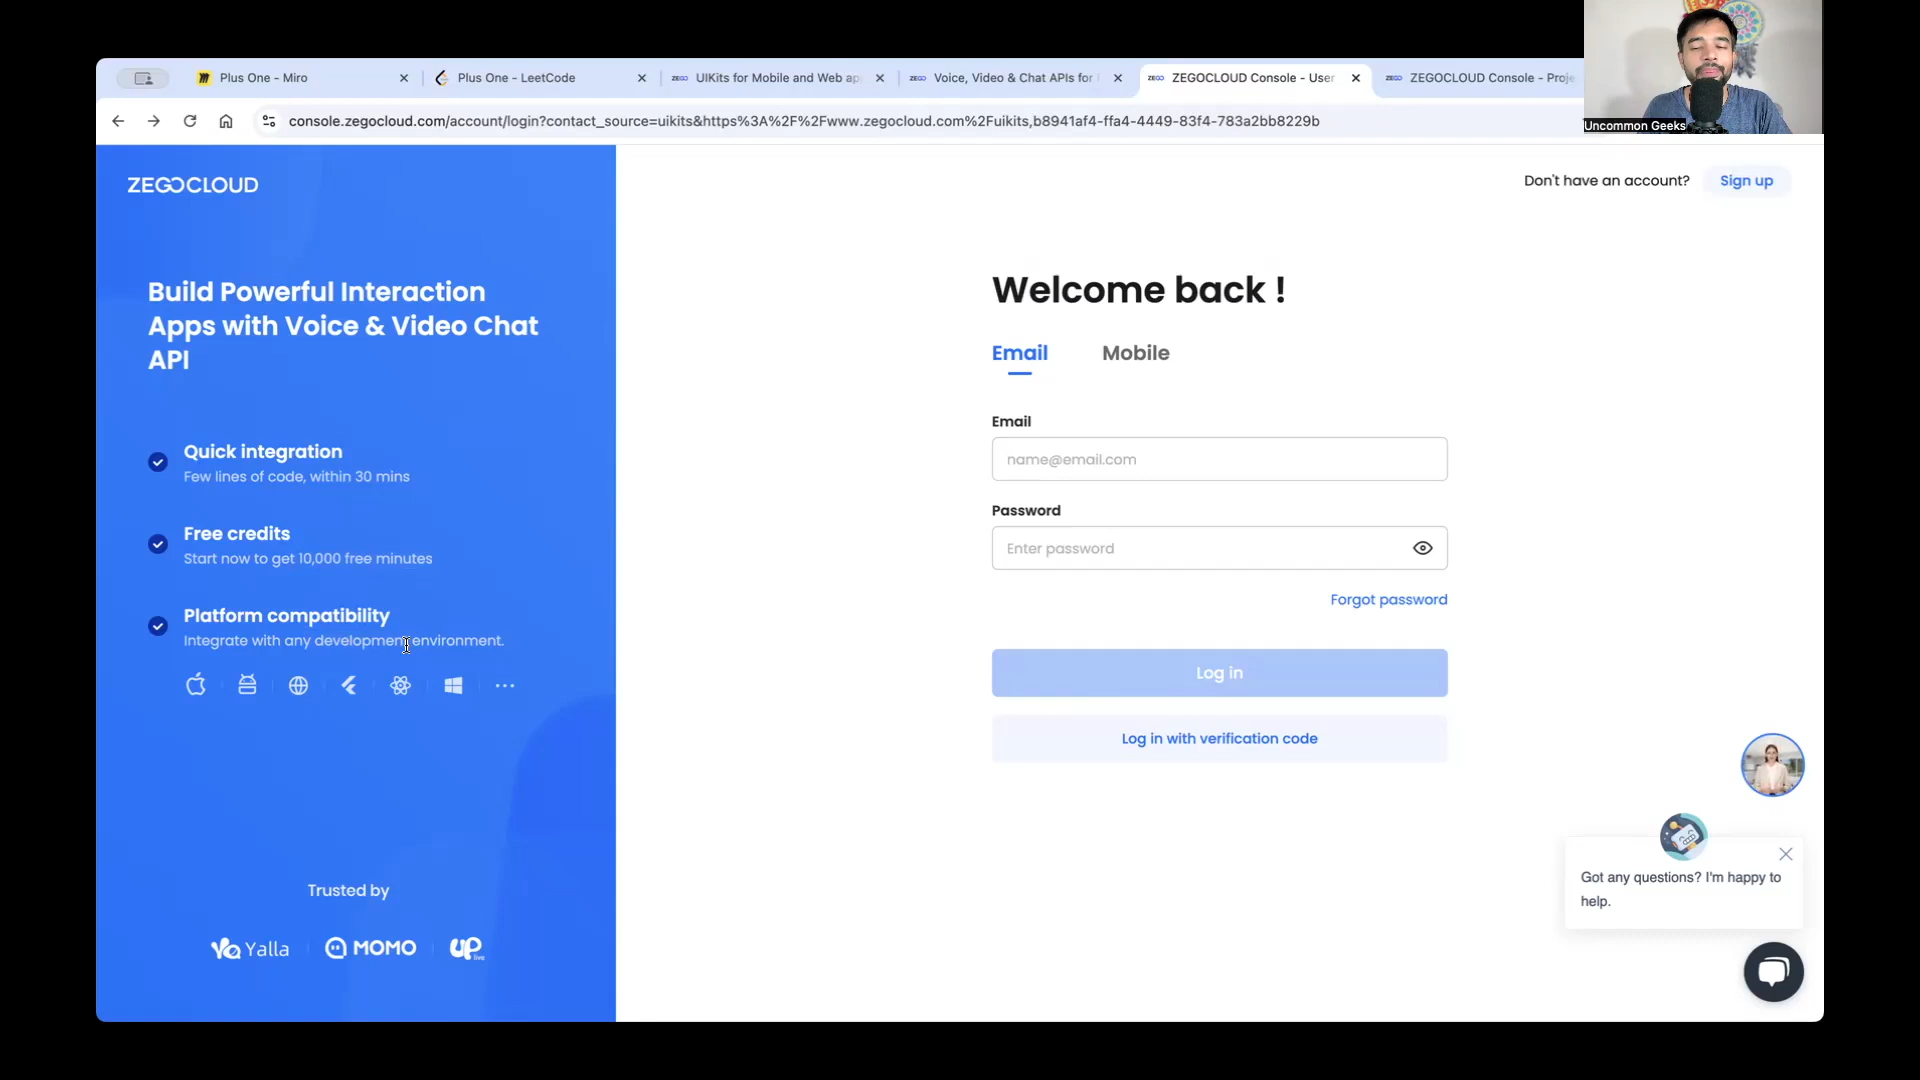 Plus One - Miro
Plus One - LeetCode
UIKits for Mobile and Web ap
Voice, Video & Chat APIs for
ZEGOCLOUD Console - User
ZEGOCLOUD Console - Proje
console.zegocloud.com/account/login?contact_source=uikits&https%3A%2F%2Fwww.zegocloud.com%2Fuikits,b8941af4-ffa4-4449-83f4-783a2bb8229b
Uncommon Geeks
ZEGOCLOUD
Don't have an account?
Sign up
Build Powerful Interaction
Apps with Voice & Video Chat
API
Quick integration
Few lines of code, within 30 mins
Free credits
Start now to get 10,000 free minutes
Platform compatibility
Integrate with any development environment.
Trusted by
Yalla
MOMO
UP live
Welcome back !
Email
Mobile
Email
name@email.com
Password
Enter password
Forgot password
Log in
Log in with verification code
Got any questions? I'm happy to
help.